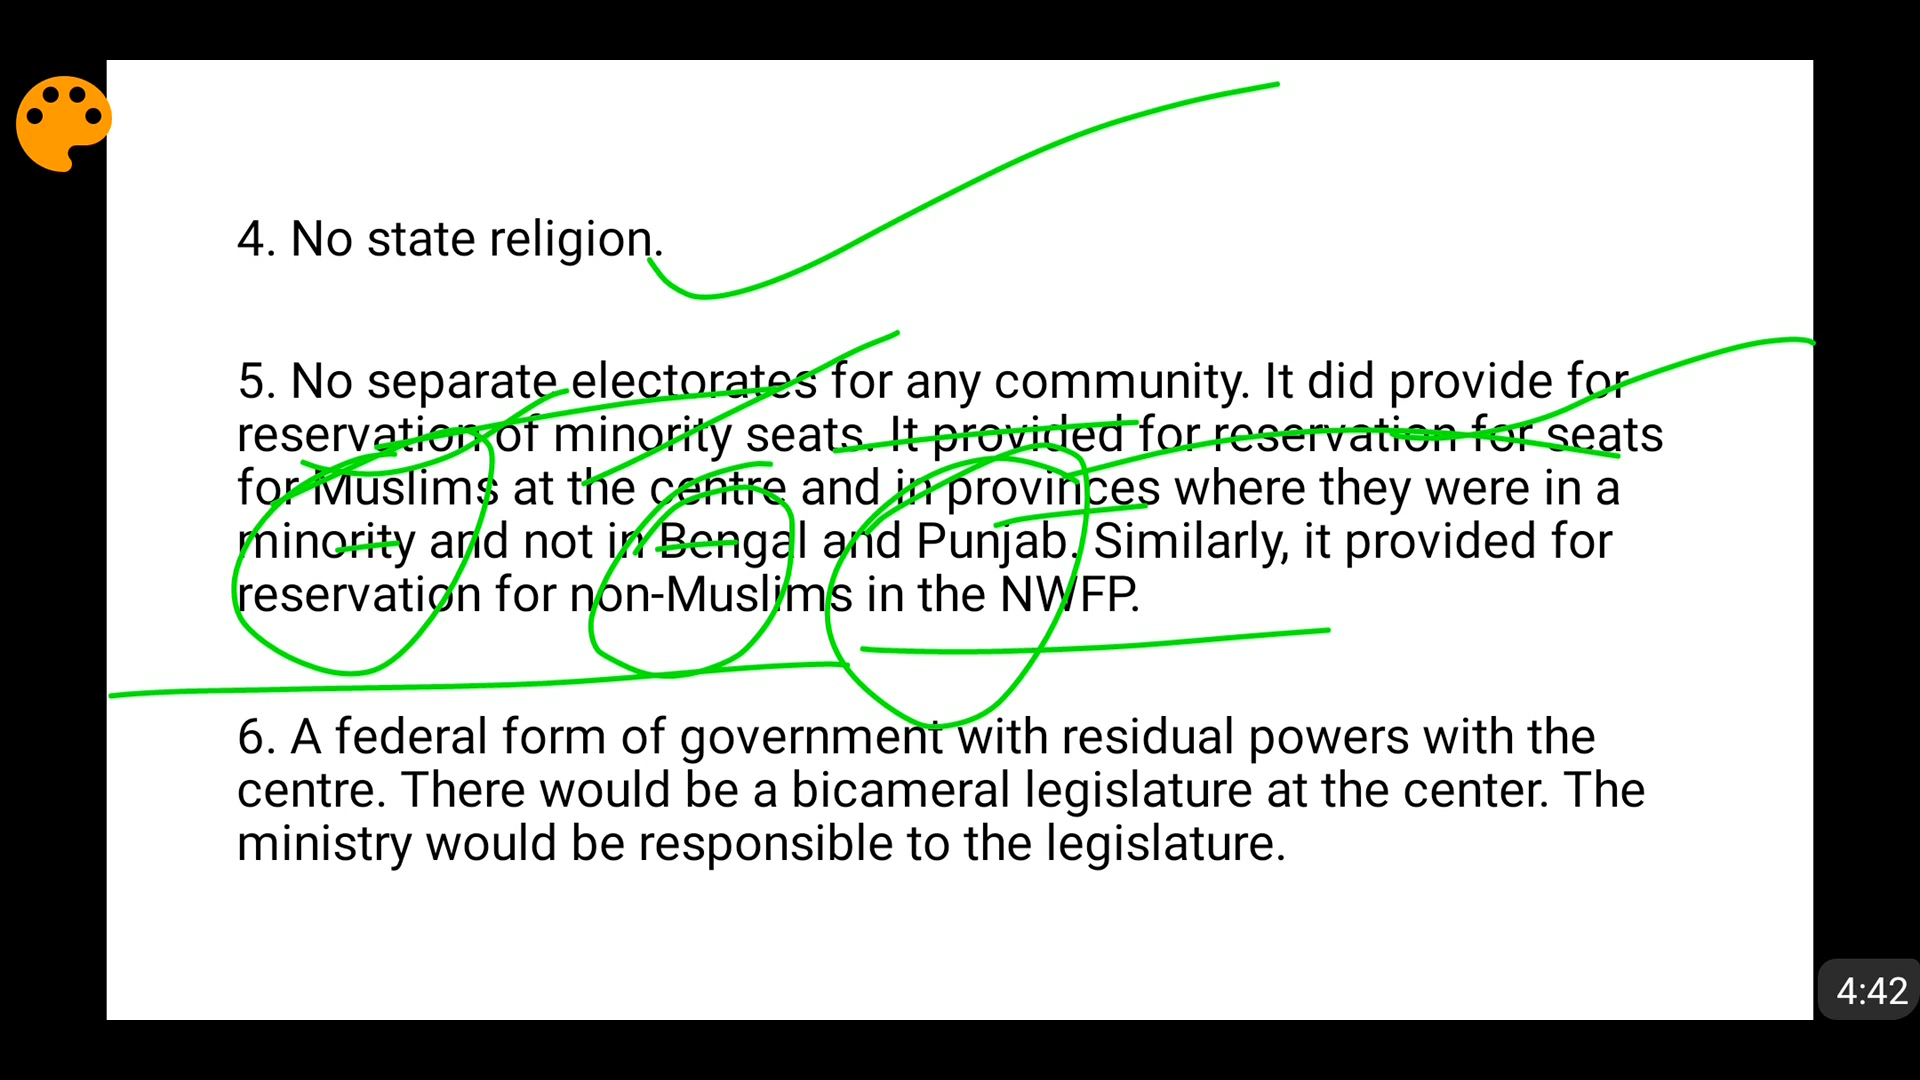 4. No state religion.
5. No separate electorates for any community. It did provide for
reservation of minority seats. It provided for reservation for seats
for Muslims at the centre and in provinces where they were in a
minority and not in Bengal and Punjab. Similarly, it provided for
reservation for non-Muslims in the NWFP.
6. A federal form of government with residual powers with the
centre. There would be a bicameral legislature at the center. The
ministry would be responsible to the legislature.
4:42